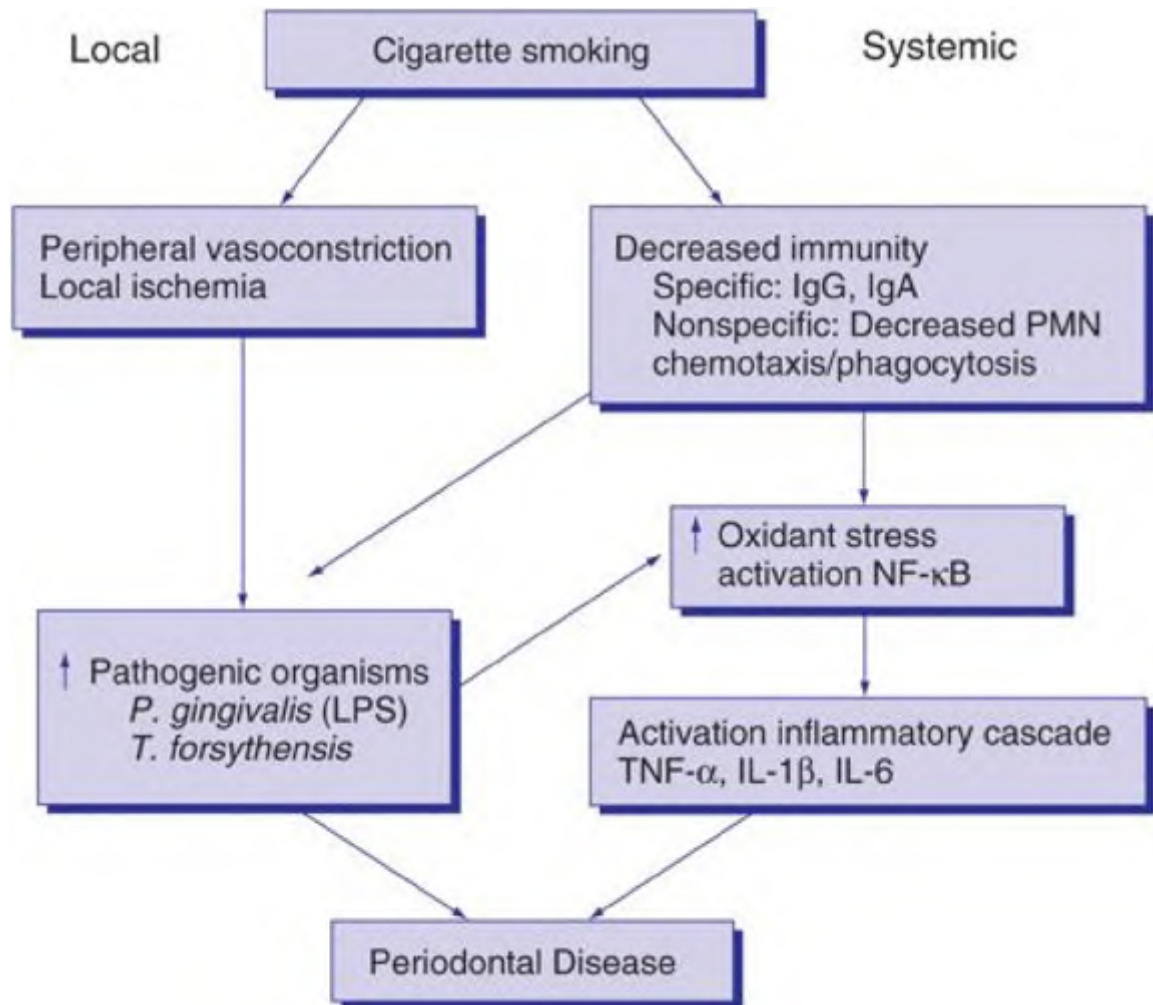 Local
Cigarette smoking
Systemic
Peripheral vasoconstriction
Local ischemia
Decreased immunity
Specific: IgG, IgA
Nonspecific: Decreased PMN
chemotaxis/phagocytosis
↑ Oxidant stress
activation NF-κB
↑ Pathogenic organisms
P. gingivalis (LPS)
T. forsythensis
Activation inflammatory cascade
TNF-α, IL-1β, IL-6
Periodontal Disease